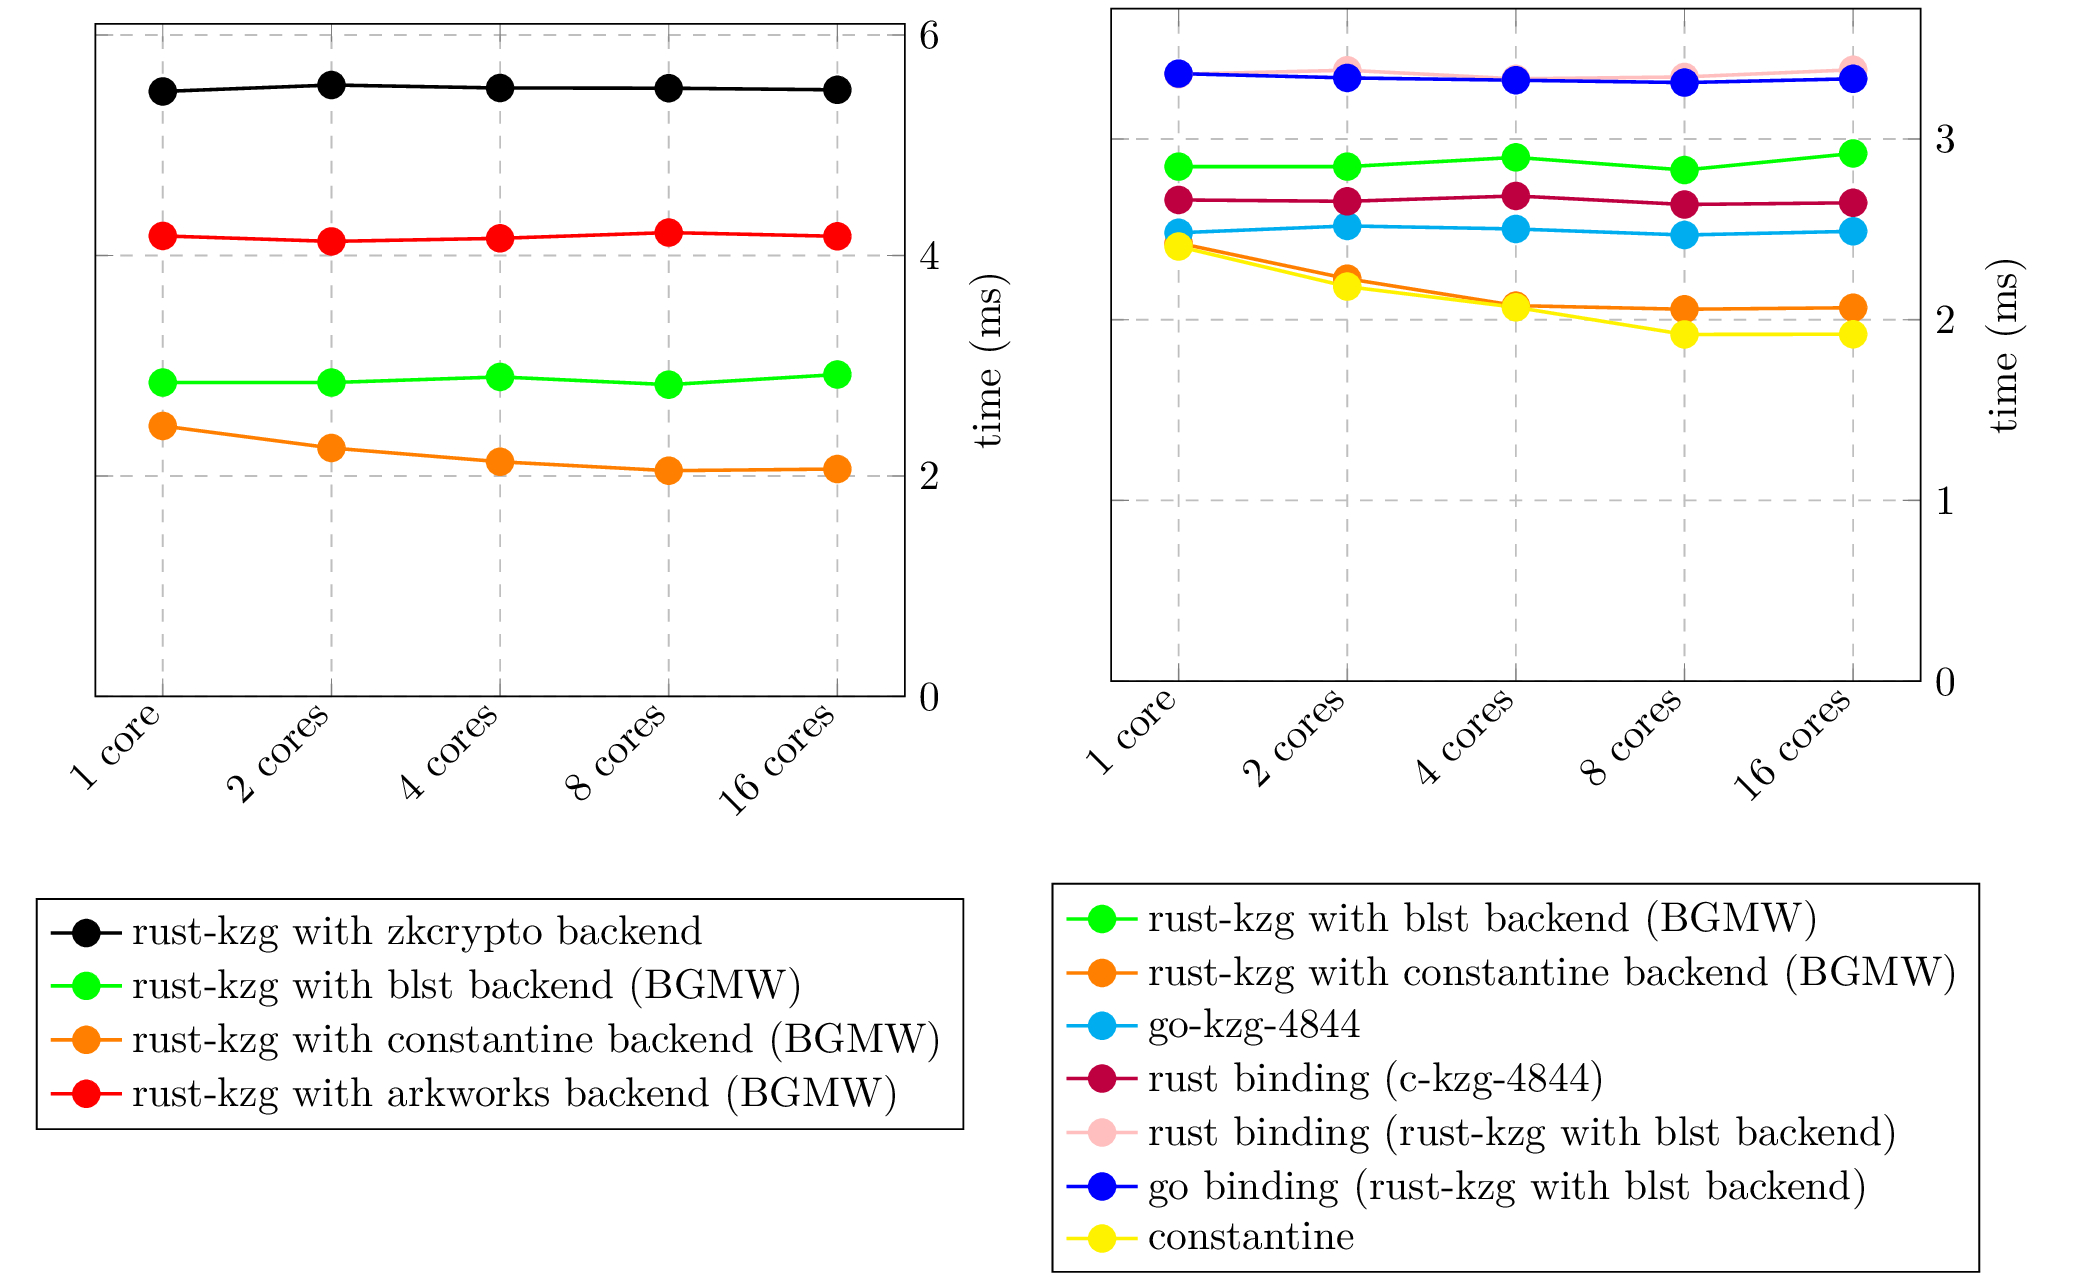 6
4
2
0
time (ms)
1 core
2 cores
4 cores
8 cores
16 cores
rust-kzg with zkcrypto backend
rust-kzg with blst backend (BGMW)
rust-kzg with constantine backend (BGMW)
rust-kzg with arkworks backend (BGMW)
3
2
1
0
time (ms)
1 core
2 cores
4 cores
8 cores
16 cores
rust-kzg with blst backend (BGMW)
rust-kzg with constantine backend (BGMW)
go-kzg-4844
rust binding (c-kzg-4844)
rust binding (rust-kzg with blst backend)
go binding (rust-kzg with blst backend)
constantine